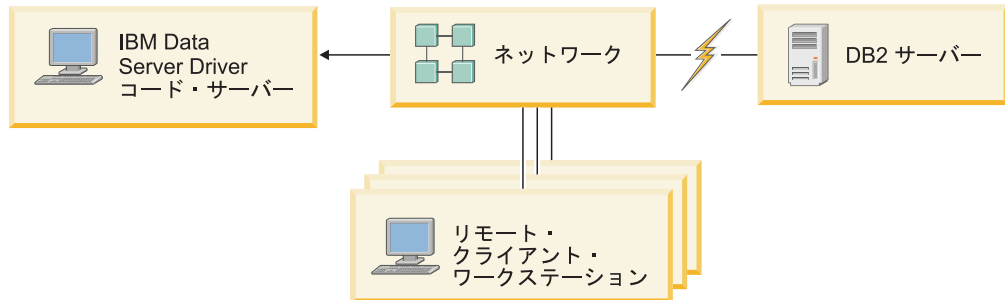 IBM Data
Server Driver
コード・サーバー
ネットワーク
DB2 サーバー
リモート・
クライアント・
ワークステーション